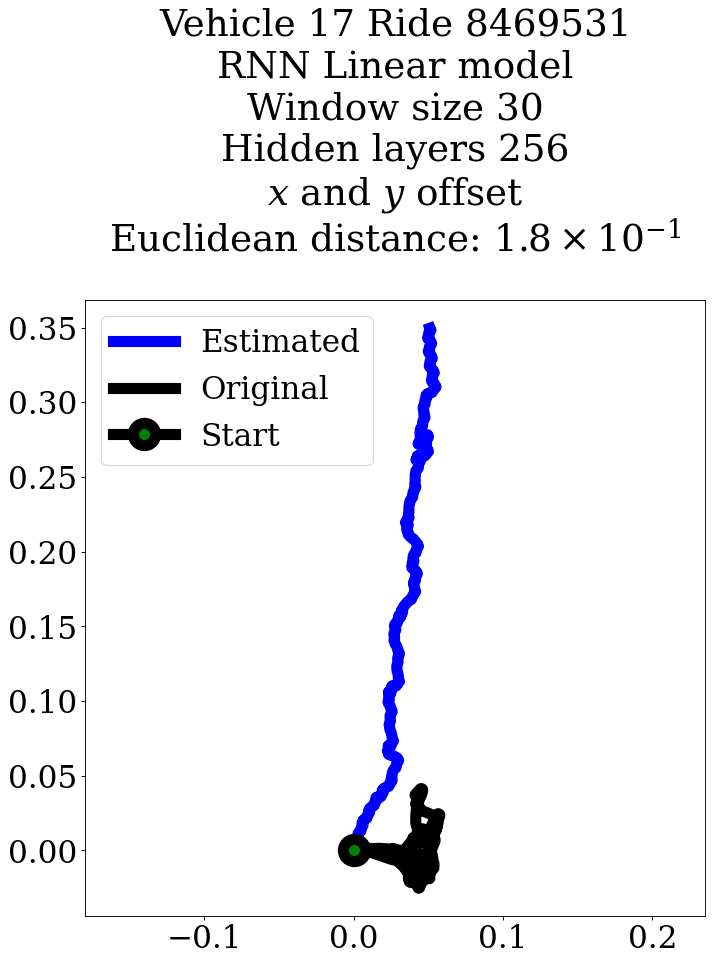 Vehicle 17 Ride 8469531
RNN Linear model
Window size 30
Hidden layers 256
x and y offset
Euclidean distance: 1.8 × 10⁻¹
Estimated
Original
Start
0.35
0.30
0.25
0.20
0.15
0.10
0.05
0.00
−0.1 0.0 0.1 0.2